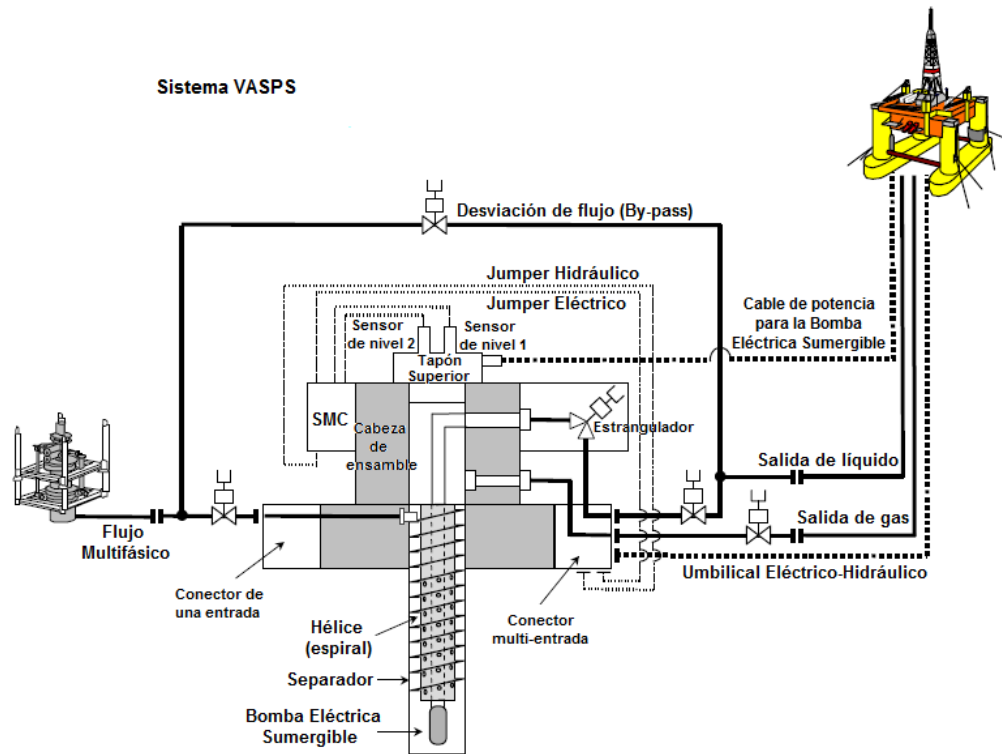 Sistema VASPS
Desviación de flujo (By-pass)
Jumper Hidráulico
Jumper Eléctrico
Cable de potencia
para la Bomba
Eléctrica Sumergible
Sensor
de nivel 2
Sensor
de nivel 1
Tapón
Superior
SMC
Cabeza
de
ensamble
Estrangulador
Salida de líquido
Salida de gas
Flujo
Multifásico
Umbilical Eléctrico-Hidráulico
Conector de
una entrada
Conector
multi-entrada
Hélice
(espiral)
Separador
Bomba Eléctrica
Sumergible